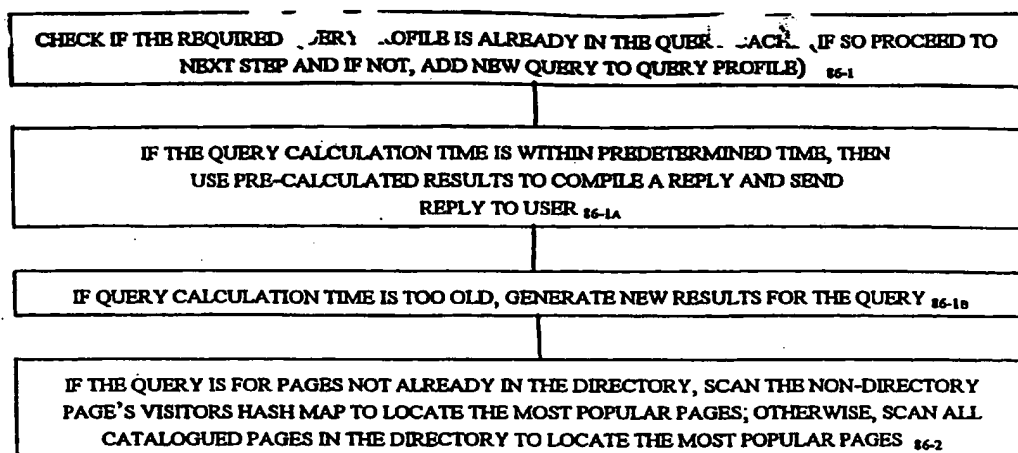 CHECK IF THE REQUIRED PROFILE IS ALREADY IN THE IF SO PROCEED TO
NEXT STEP AND IF NOT, ADD NEW QUERY TO QUERY PROFILE) 86-1
IF THE QUERY CALCULATION TIME IS WITHIN PREDETERMINED TIME, THEN
USE PRE-CALCULATED RESULTS TO COMPILE A REPLY AND SEND
REPLY TO USER 86-1A
IF QUERY CALCULATION TIME IS TOO OLD, GENERATE NEW RESULTS FOR THE QUERY 86-1B
IF THE QUERY IS FOR PAGES NOT ALREADY IN THE DIRECTORY, SCAN THE NON-DIRECTORY
PAGE'S VISITORS HASH MAP TO LOCATE THE MOST POPULAR PAGES; OTHERWISE, SCAN ALL
CATALOGUED PAGES IN THE DIRECTORY TO LOCATE THE MOST POPULAR PAGES 86-2